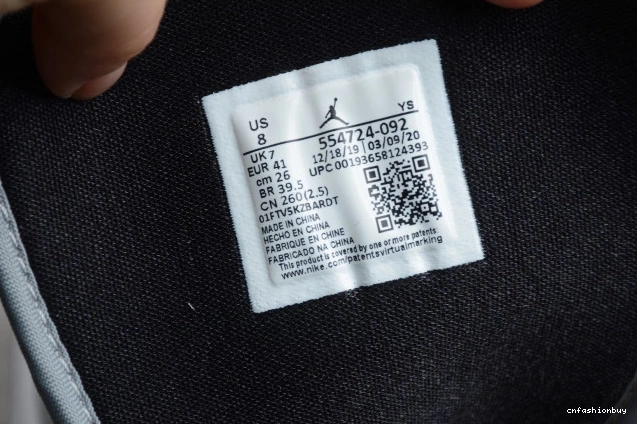 US
8
YS
UK 7
EUR 41
cm 26
BR 39.5
CN 260(2.5)
01FTV5KZBARDT
554724-092
12/18/19 03/09/20
UPC 00193658124393
MADE IN CHINA
HECHO EN CHINA
FABRIQUE EN CHINE
FABRICADO NA CHINA
This product is covered by one or more patents
www.nike.com/patentsvirtualmarking
cnfashionbuy